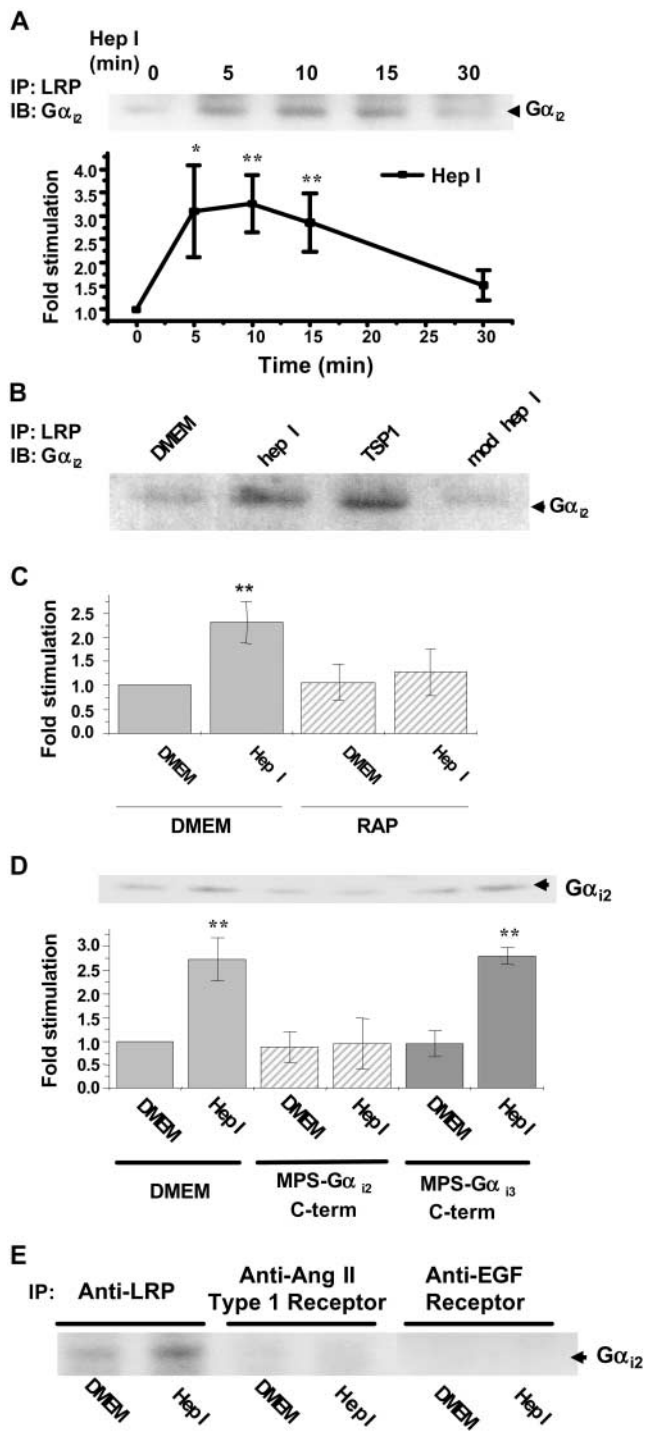 A
Hep I
(min)
0 5 10 15 30
IP: LRP
IB: Gαi2
Gαi2
* ** **
Hep I
4.0
3.5
3.0
2.5
2.0
1.5
1.0
Fold stimulation
0 5 10 15 20 25 30
Time (min)
B
IP: LRP
IB: Gαi2
DMEM hep I TSP1 mod hep I
Gαi2
C
**
2.5
2.0
1.5
1.0
0.5
0.0
Fold stimulation
DMEM Hep I DMEM Hep I
DMEM RAP
D
Gαi2
** **
3.0
2.5
2.0
1.5
1.0
0.5
0.0
Fold stimulation
DMEM Hep I DMEM Hep I DMEM Hep I
DMEM MPS-Gα i2 MPS-Gα i3
C-term C-term
E
IP: Anti-LRP Anti-Ang II Anti-EGF
Type 1 Receptor Receptor
Gαi2
DMEM Hep I DMEM Hep I DMEM Hep I